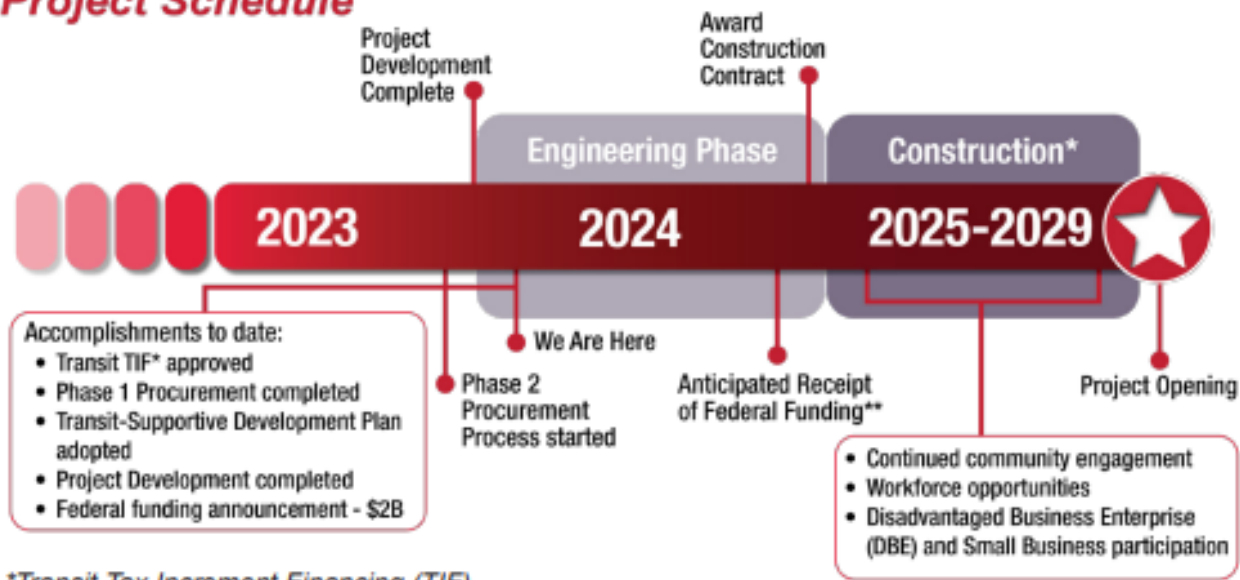 Project Schedule
Project
Development
Complete
Award
Construction
Contract
Engineering Phase
Construction*
2023
2024
2025-2029
Accomplishments to date:
• Transit TIF* approved
• Phase 1 Procurement completed
• Transit-Supportive Development Plan
adopted
• Project Development completed
• Federal funding announcement - $2B
We Are Here
Phase 2
Procurement
Process started
Anticipated Receipt
of Federal Funding**
Project Opening
• Continued community engagement
• Workforce opportunities
• Disadvantaged Business Enterprise
(DBE) and Small Business participation
*Transit Tax Increment Financing (TIF)